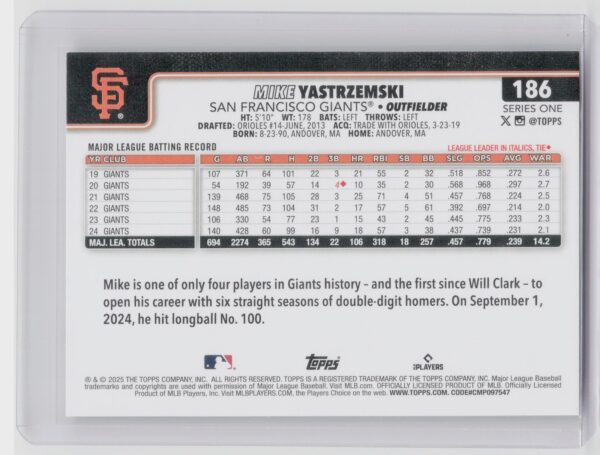 SF
MIKE YASTRZEMSKI
186
SAN FRANCISCO GIANTS® • OUTFIELDER
SERIES ONE
HT: 5'10" WT: 178 BATS: LEFT THROWS: LEFT
@TOPPS
DRAFTED: ORIOLES #14-JUNE, 2013 ACQ: TRADE WITH ORIOLES, 3-23-19
BORN: 8-23-90, ANDOVER, MA HOME: ANDOVER, MA
MAJOR LEAGUE BATTING RECORD LEAGUE LEADER IN ITALICS, TIE◆
YR CLUB G AB R H 2B 3B HR RBI SB BB SLG OPS AVG WAR
19 GIANTS 107 371 64 101 22 3 21 55 2 32 .518 .852 .272 2.6
20 GIANTS 54 192 39 57 14 4◆ 10 35 2 30 .568 .968 .297 2.7
21 GIANTS 139 468 75 105 28 3 25 71 4 51 .457 .768 .224 2.5
22 GIANTS 148 485 73 104 31 2 17 57 5 61 .392 .697 .214 2.0
23 GIANTS 106 330 54 77 23 1 15 43 2 45 .445 .775 .233 2.3
24 GIANTS 140 428 60 99 16 9 18 57 3 38 .437 .739 .231 2.1
MAJ. LEA. TOTALS 694 2274 365 543 134 22 106 318 18 257 .457 .779 .239 14.2
Mike is one of only four players in Giants history – and the first since Will Clark – to
open his career with six straight seasons of double-digit homers. On September 1,
2024, he hit longball No. 100.
Topps
PLAYERS
® & © 2025 THE TOPPS COMPANY, INC. ALL RIGHTS RESERVED. TOPPS IS A REGISTERED TRADEMARK OF THE TOPPS COMPANY, INC. Major League Baseball
trademarks and copyrights are used with permission of Major League Baseball. Visit MLB.com. OFFICIALLY LICENSED PRODUCT OF MLB. Officially Licensed
Product of MLB Players, Inc. Visit MLBPLAYERS.COM, the Players Choice on the web. WWW.TOPPS.COM. CODE#CMP097547